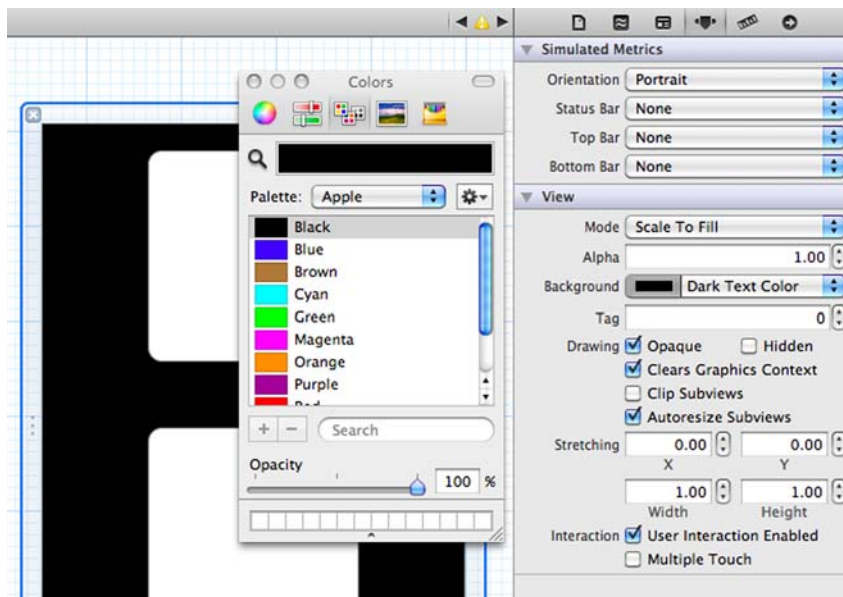 Colors
Palette: Apple
Black
Blue
Brown
Cyan
Green
Magenta
Orange
Purple
Red
+ − Search
Opacity
100 %
Simulated Metrics
Orientation Portrait
Status Bar None
Top Bar None
Bottom Bar None
View
Mode Scale To Fill
Alpha 1.00
Background Dark Text Color
Tag 0
Drawing Opaque Hidden
Clears Graphics Context
Clip Subviews
Autoresize Subviews
Stretching 0.00 0.00
X Y
1.00 1.00
Width Height
Interaction User Interaction Enabled
Multiple Touch